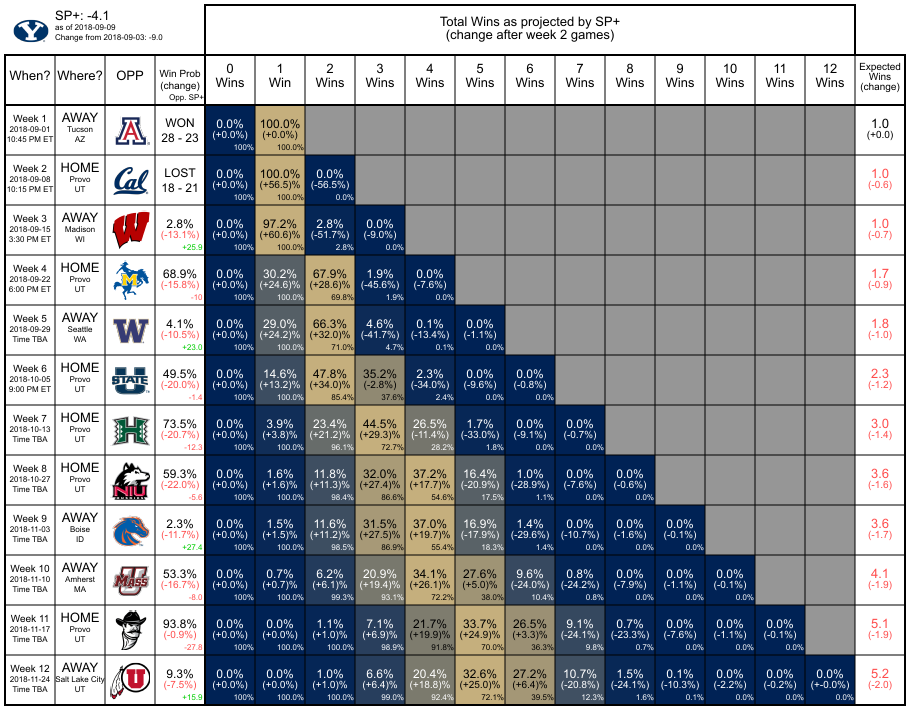 SP+: -4.1
as of 2018-09-09
Change from 2018-09-03: -9.0
Total Wins as projected by SP+
(change after week 2 games)
When? Where? OPP Win Prob (change) Opp. SP+ 0 Wins 1 Win 2 Wins 3 Wins 4 Wins 5 Wins 6 Wins 7 Wins 8 Wins 9 Wins 10 Wins 11 Wins 12 Wins Expected Wins (change)
Week 1 AWAY WON 0.0% 100.0% 1.0
2018-09-01 Tucson A 28 - 23 (+0.0%) (+0.0%) (+0.0)
10:45 PM ET AZ 100% 100.0%
Week 2 HOME LOST 0.0% 100.0% 0.0% 1.0
2018-09-08 Provo Cal 18 - 21 (+0.0%) (+56.5)% (-56.5%) (-0.6)
10:15 PM ET UT 100% 100.0% 0.0%
Week 3 AWAY 2.8% 0.0% 97.2% 2.8% 0.0% 1.0
2018-09-15 Madison W (-13.1%) (+0.0%) (+60.6%) (-51.7%) (-9.0%) (-0.7)
3:30 PM ET WI +25.9 100% 100.0% 2.8% 0.0%
Week 4 HOME 68.9% 0.0% 30.2% 67.9% 1.9% 0.0% 1.7
2018-09-22 Provo M (-15.8%) (+0.0%) (+24.6%) (+28.6%) (-45.6%) (-7.6%) (-0.9)
6:00 PM ET UT -10 100% 100.0% 69.8% 1.9% 0.0%
Week 5 AWAY 4.1% 0.0% 29.0% 66.3% 4.6% 0.1% 0.0% 1.8
2018-09-29 Seattle W (-10.5%) (+0.0%) (+24.2%) (+32.0%) (-41.7%) (-13.4%) (-1.1%) (-1.0)
Time TBA WA +23.0 100% 100.0% 71.0% 4.7% 0.1% 0.0%
Week 6 HOME 49.5% 0.0% 14.6% 47.8% 35.2% 2.3% 0.0% 0.0% 2.3
2018-10-05 Provo U STATE (-20.0%) (+0.0%) (+13.2%) (+34.0%) (-2.8%) (-34.0%) (-9.6%) (-0.8%) (-1.2)
9:00 PM ET UT -1.4 100% 100.0% 85.4% 37.6% 2.4% 0.0% 0.0%
Week 7 HOME 73.5% 0.0% 3.9% 23.4% 44.5% 26.5% 1.7% 0.0% 0.0% 3.0
2018-10-13 Provo H (-20.7%) (+0.0%) (+3.8%) (+21.2%) (+29.3%) (-11.4%) (-33.0%) (-9.1%) (-0.7%) (-1.4)
Time TBA UT -12.3 100% 100.0% 96.1% 72.7% 28.2% 1.8% 0.0% 0.0%
Week 8 HOME 59.3% 0.0% 1.6% 11.8% 32.0% 37.2% 16.4% 1.0% 0.0% 0.0% 3.6
2018-10-27 Provo NIU (-22.0%) (+0.0%) (+1.6%) (+11.3%) (+27.4%) (+17.7%) (-20.9%) (-28.9%) (-7.6%) (-0.6%) (-1.6)
Time TBA UT -5.6 100% 100.0% 98.4% 86.6% 54.6% 17.5% 1.1% 0.0% 0.0%
Week 9 AWAY 2.3% 0.0% 1.5% 11.6% 31.5% 37.0% 16.9% 1.4% 0.0% 0.0% 0.0% 3.6
2018-11-03 Boise (-11.7%) (+0.0%) (+1.5%) (+11.2%) (+27.5%) (+19.7%) (-17.9%) (-29.6%) (-10.7%) (-1.6%) (-0.1%) (-1.7)
Time TBA ID +27.4 100% 100.0% 98.5% 86.9% 55.4% 18.3% 1.4% 0.0% 0.0% 0.0%
Week 10 AWAY 53.3% 0.0% 0.7% 6.2% 20.9% 34.1% 27.6% 9.6% 0.8% 0.0% 0.0% 0.0% 4.1
2018-11-10 Amherst UMASS (-16.7%) (+0.0%) (+0.7%) (+6.1%) (+19.4%) (+26.1%) (+5.0%) (-24.0%) (-24.2%) (-7.9%) (-1.1%) (-0.1%) (-1.9)
Time TBA MA -8.0 100% 100.0% 99.3% 93.1% 72.2% 38.0% 10.4% 0.8% 0.0% 0.0% 0.0%
Week 11 HOME 93.8% 0.0% 0.0% 1.1% 7.1% 21.7% 33.7% 26.5% 9.1% 0.7% 0.0% 0.0% 0.0% 5.1
2018-11-17 Provo (-0.9%) (+0.0%) (+0.0%) (+1.0%) (+6.9%) (+19.9%) (+24.9%) (+3.3%) (-24.1%) (-23.3%) (-7.6%) (-1.1%) (-0.1%) (-1.9)
Time TBA UT -27.8 100% 100.0% 100.0% 98.9% 91.8% 70.0% 36.3% 9.8% 0.7% 0.0% 0.0% 0.0%
Week 12 AWAY 9.3% 0.0% 0.0% 1.0% 6.6% 20.4% 32.6% 27.2% 10.7% 1.5% 0.1% 0.0% 0.0% 0.0% 5.2
2018-11-24 Salt Lake City U (-7.5%) (+0.0%) (+0.0%) (+1.0%) (+6.4%) (+18.8%) (+25.0%) (+6.4%) (-20.8%) (-24.1%) (-10.3%) (-2.2%) (-0.2%) (+-0.0%) (-2.0)
Time TBA UT +15.9 100% 100.0% 100.0% 99.0% 92.4% 72.1% 39.5% 12.3% 1.6% 0.1% 0.0% 0.0% 0.0%